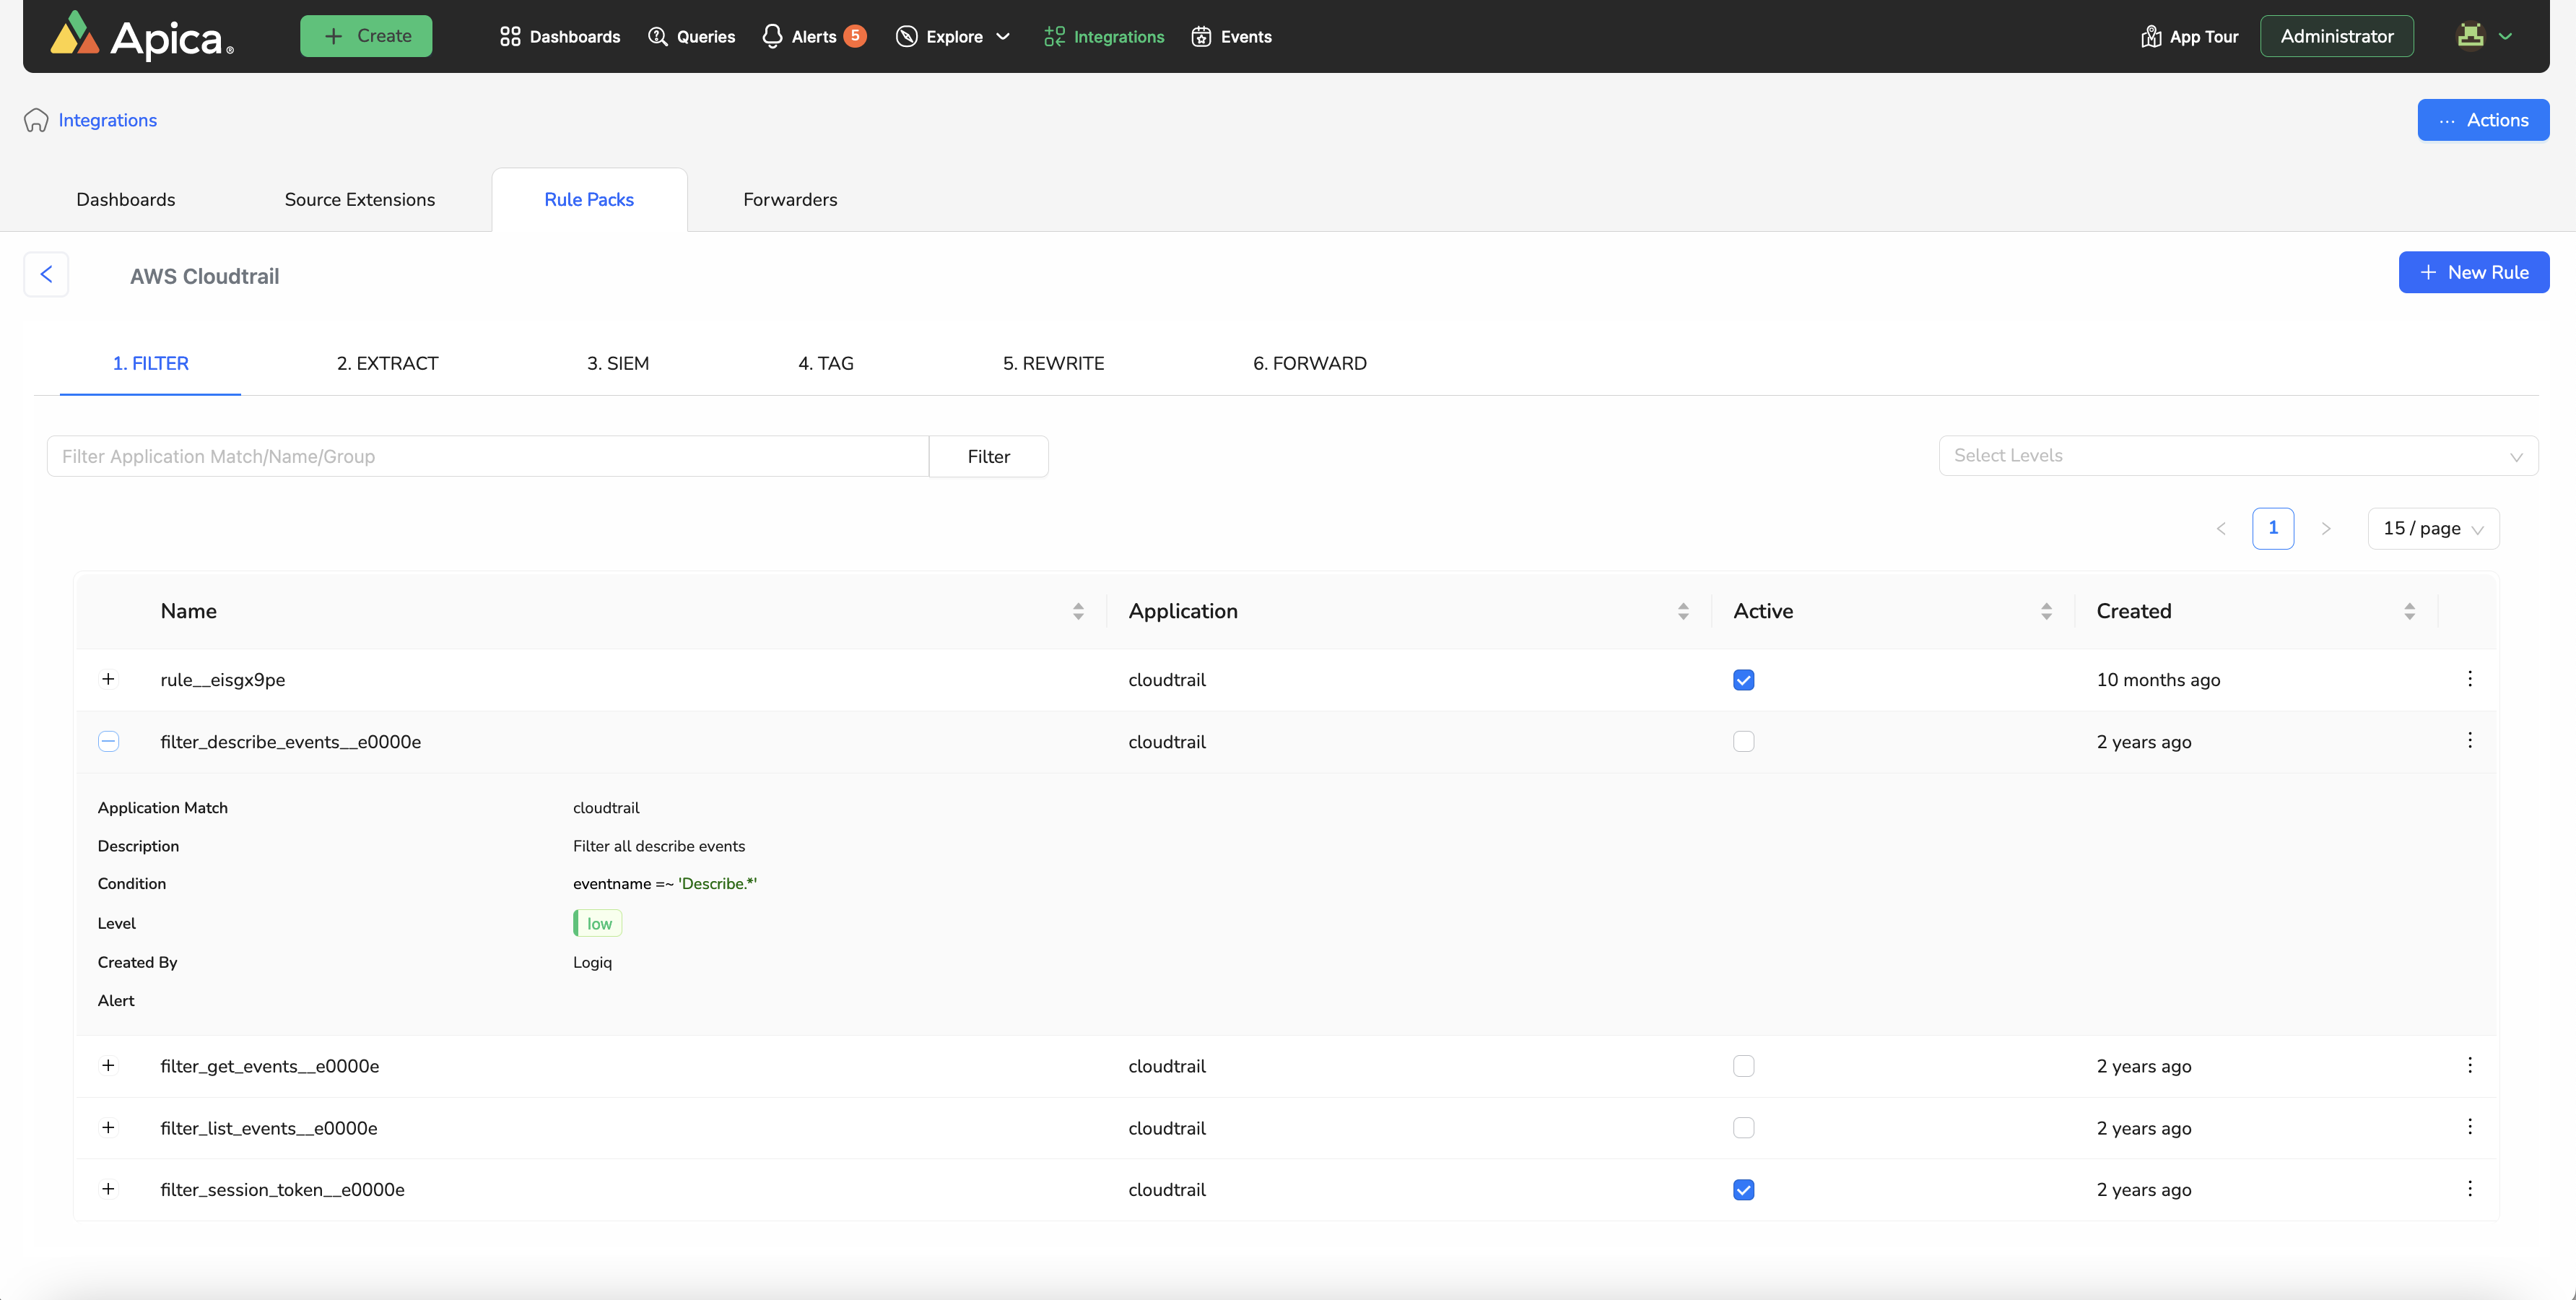 Apica®
+ Create
Dashboards
Queries
Alerts 5
Explore
Integrations
Events
App Tour
Administrator
Integrations
··· Actions
Dashboards
Source Extensions
Rule Packs
Forwarders
AWS Cloudtrail
+ New Rule
1. FILTER
2. EXTRACT
3. SIEM
4. TAG
5. REWRITE
6. FORWARD
Filter Application Match/Name/Group
Filter
Select Levels
< 1 > 15 / page
Name Application Active Created
+ rule__eisgx9pe cloudtrail 10 months ago
filter_describe_events__e0000e cloudtrail 2 years ago
Application Match cloudtrail
Description Filter all describe events
Condition eventname =~ 'Describe.*'
Level low
Created By Logiq
Alert
+ filter_get_events__e0000e cloudtrail 2 years ago
+ filter_list_events__e0000e cloudtrail 2 years ago
+ filter_session_token__e0000e cloudtrail 2 years ago